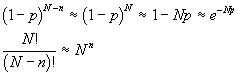 (1−p)^{N−n} ≈ (1−p)^N ≈ 1−Np ≈ e^{−Np}
N!/(N−n)! ≈ N^n